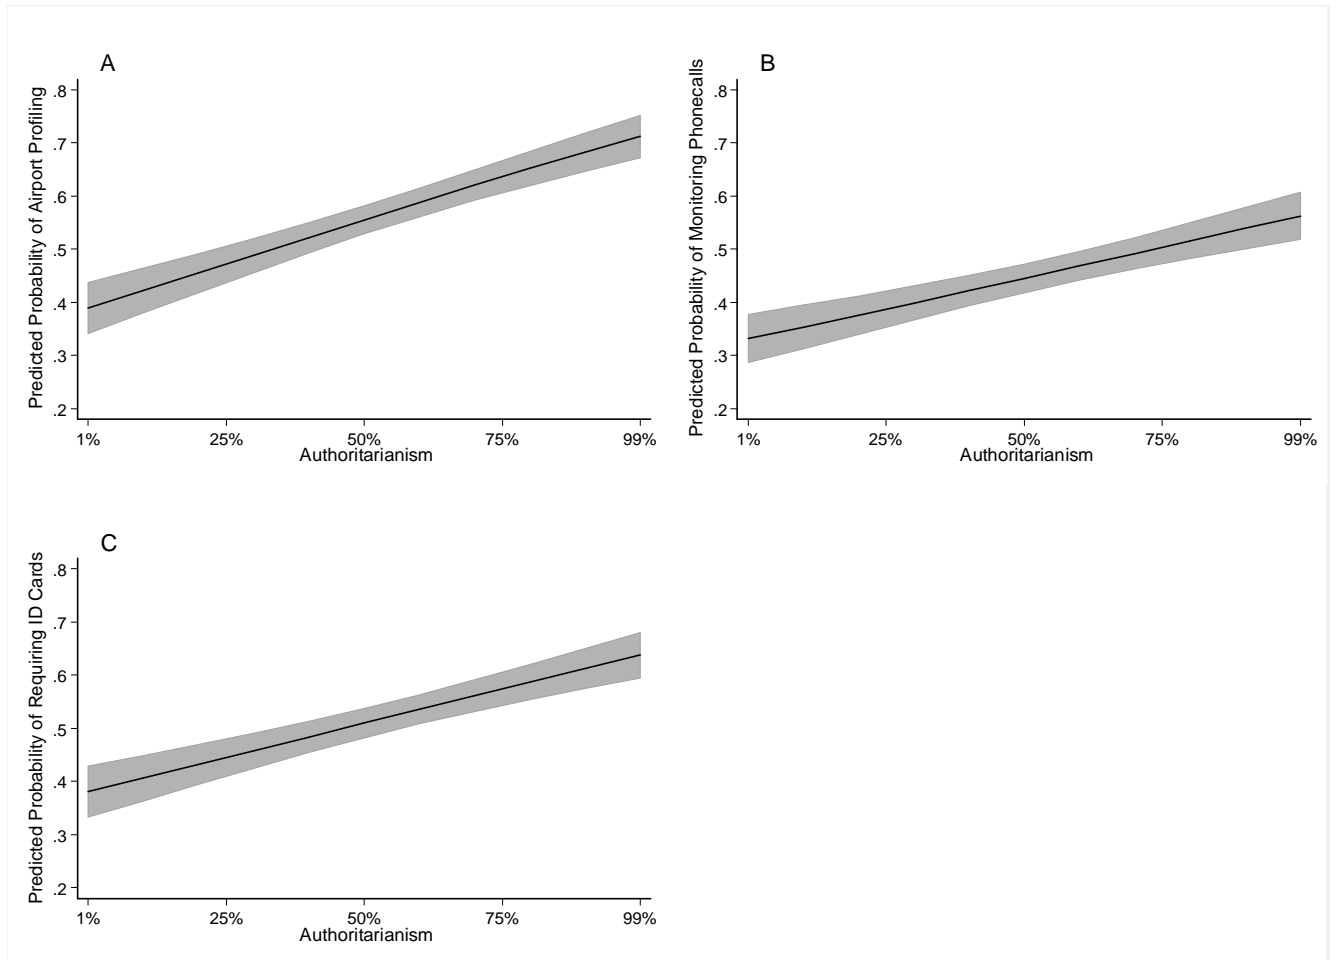 A
Predicted Probability of Airport Profiling
.8
.7
.6
.5
.4
.3
.2
1% 25% 50% 75% 99%
Authoritarianism
B
Predicted Probability of Monitoring Phonecalls
.8
.7
.6
.5
.4
.3
.2
1% 25% 50% 75% 99%
Authoritarianism
C
Predicted Probability of Requiring ID Cards
.8
.7
.6
.5
.4
.3
.2
1% 25% 50% 75% 99%
Authoritarianism